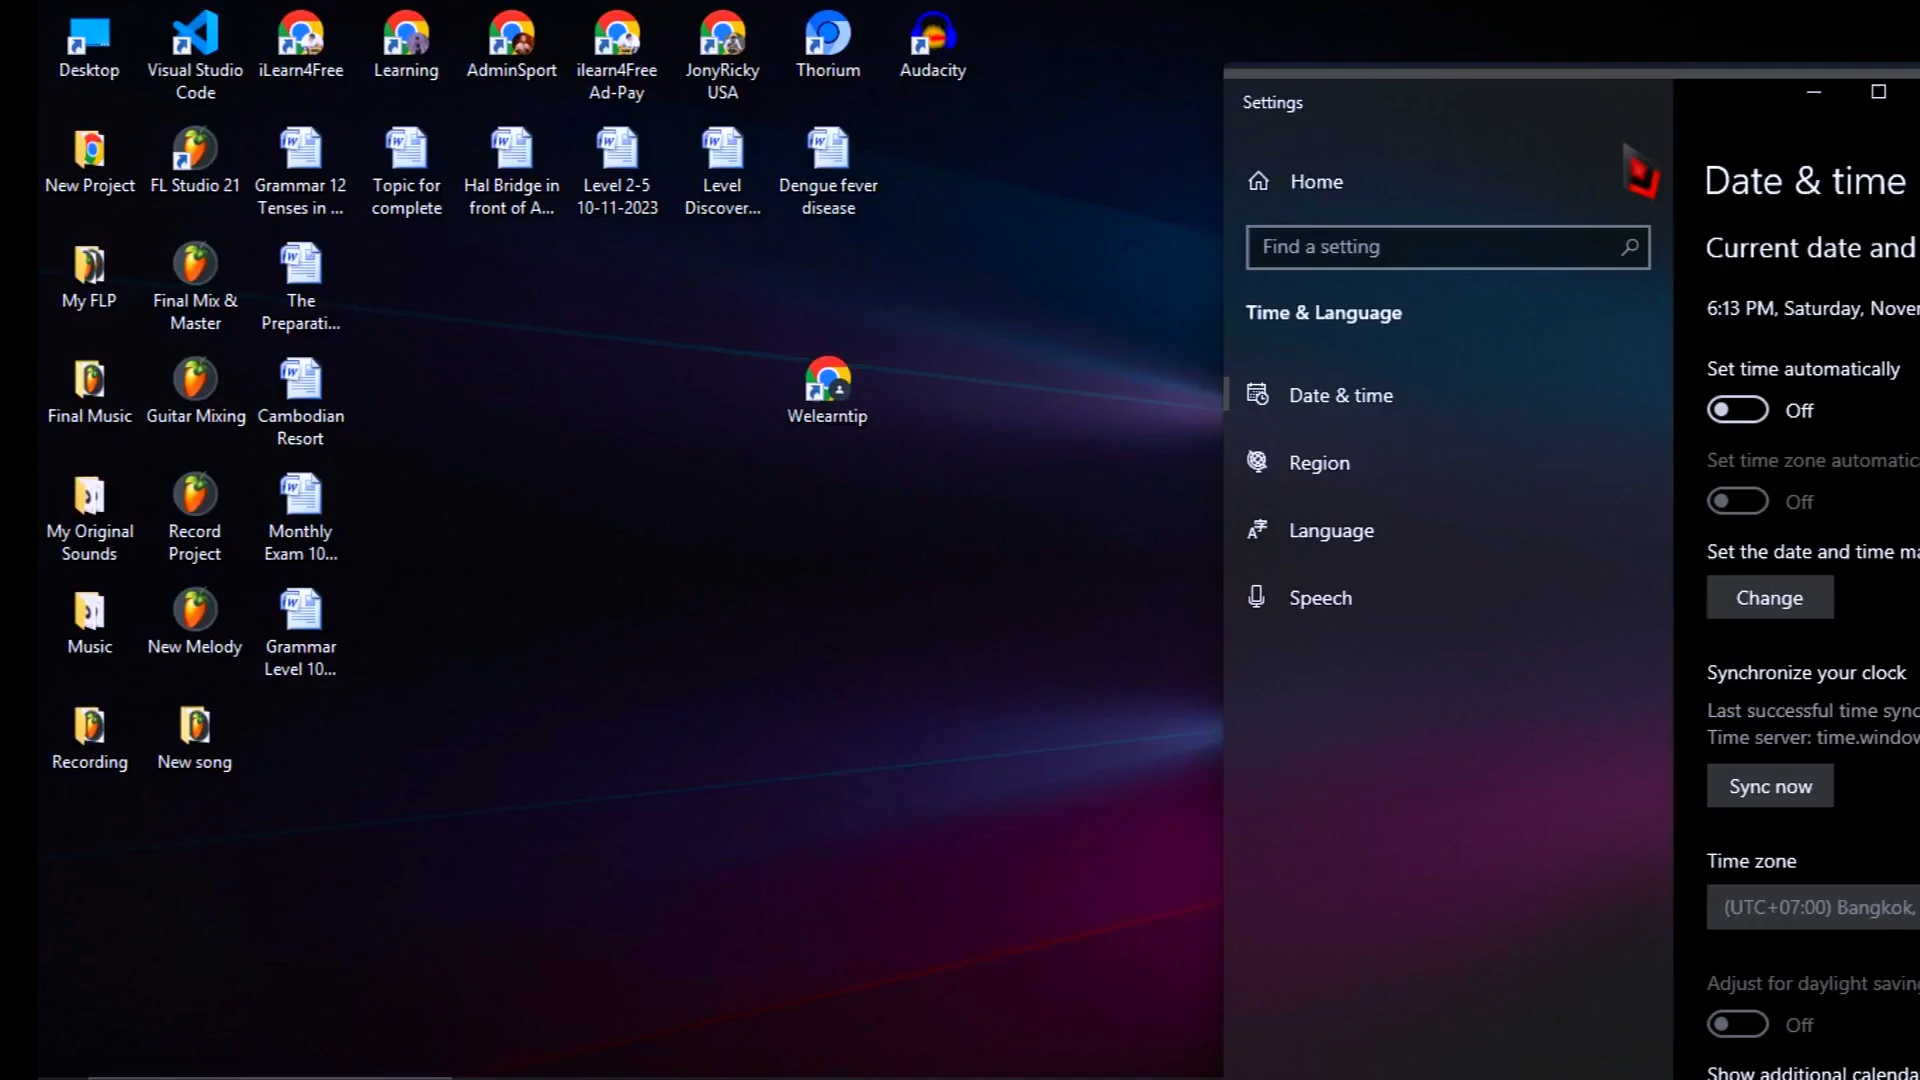 Desktop
Visual Studio
Code
iLearn4Free
Learning
AdminSport
ilearn4Free
Ad-Pay
JonyRicky
USA
Thorium
Audacity
New Project
FL Studio 21
Grammar 12
Tenses in ...
Topic for
complete
Hal Bridge in
front of A...
Level 2-5
10-11-2023
Level
Discover...
Dengue fever
disease
My FLP
Final Mix &
Master
The
Preparati...
Final Music
Guitar Mixing
Cambodian
Resort
Welearntip
My Original
Sounds
Record
Project
Monthly
Exam 10...
Music
New Melody
Grammar
Level 10...
Recording
New song
Settings
Home
Find a setting
Time & Language
Date & time
Region
Language
Speech
Date & time
Current date and
6:13 PM, Saturday, Nove
Set time automatically
Off
Set time zone automatica
Off
Set the date and time ma
Change
Synchronize your clock
Last successful time sync
Time server: time.window
Sync now
Time zone
(UTC+07:00) Bangkok,
Adjust for daylight saving
Off
Show additional calenda